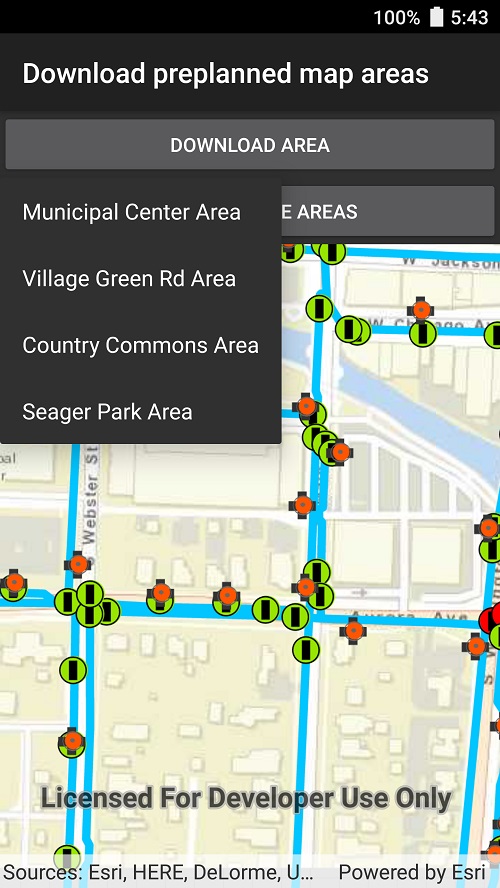 100% 5:43
Download preplanned map areas
DOWNLOAD AREA
Municipal Center Area
E AREAS
Village Green Rd Area
Country Commons Area
Seager Park Area
W Jackson
W Chicago A
S Webster St
Aurora Ave
Licensed For Developer Use Only
Sources: Esri, HERE, DeLorme, U...
Powered by Esri